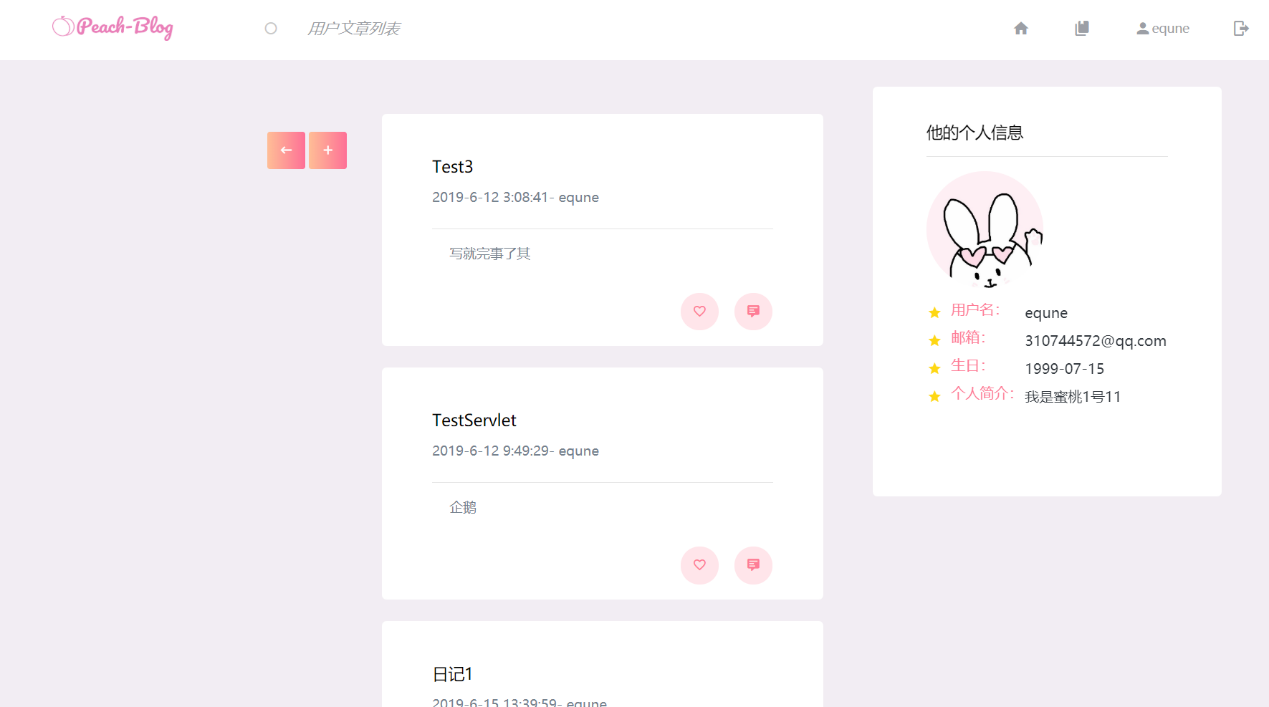 Peach-Blog
用户文章列表
equne
Test3
2019-6-12 3:08:41- equne
写就完事了其
TestServlet
2019-6-12 9:49:29- equne
企鹅
日记1
2019-6-15 13:39:59- equne
他的个人信息
用户名： equne
邮箱： 310744572@qq.com
生日： 1999-07-15
个人简介： 我是蜜桃1号11